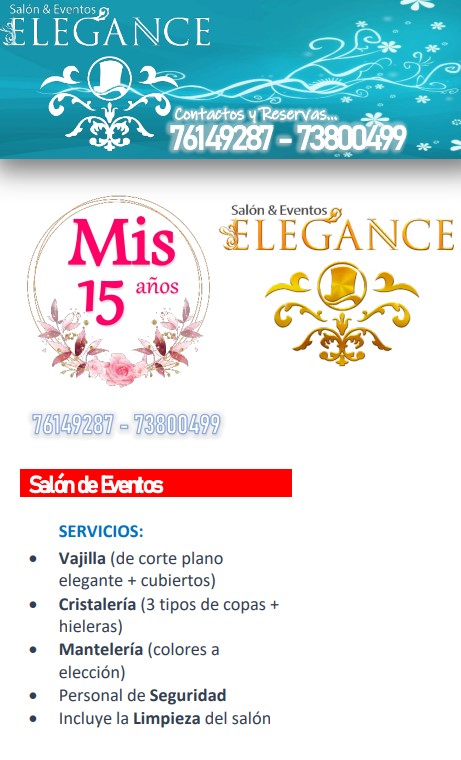 Salón & Eventos
ELEGANCE
Contactos y Reservas...
76149287 - 73800499
Mis
15 años
Salón & Eventos
ELEGANCE
76149287 - 73800499
Salón de Eventos
SERVICIOS:
• Vajilla (de corte plano
elegante + cubiertos)
• Cristalería (3 tipos de copas +
hieleras)
• Mantelería (colores a
elección)
• Personal de Seguridad
• Incluye la Limpieza del salón